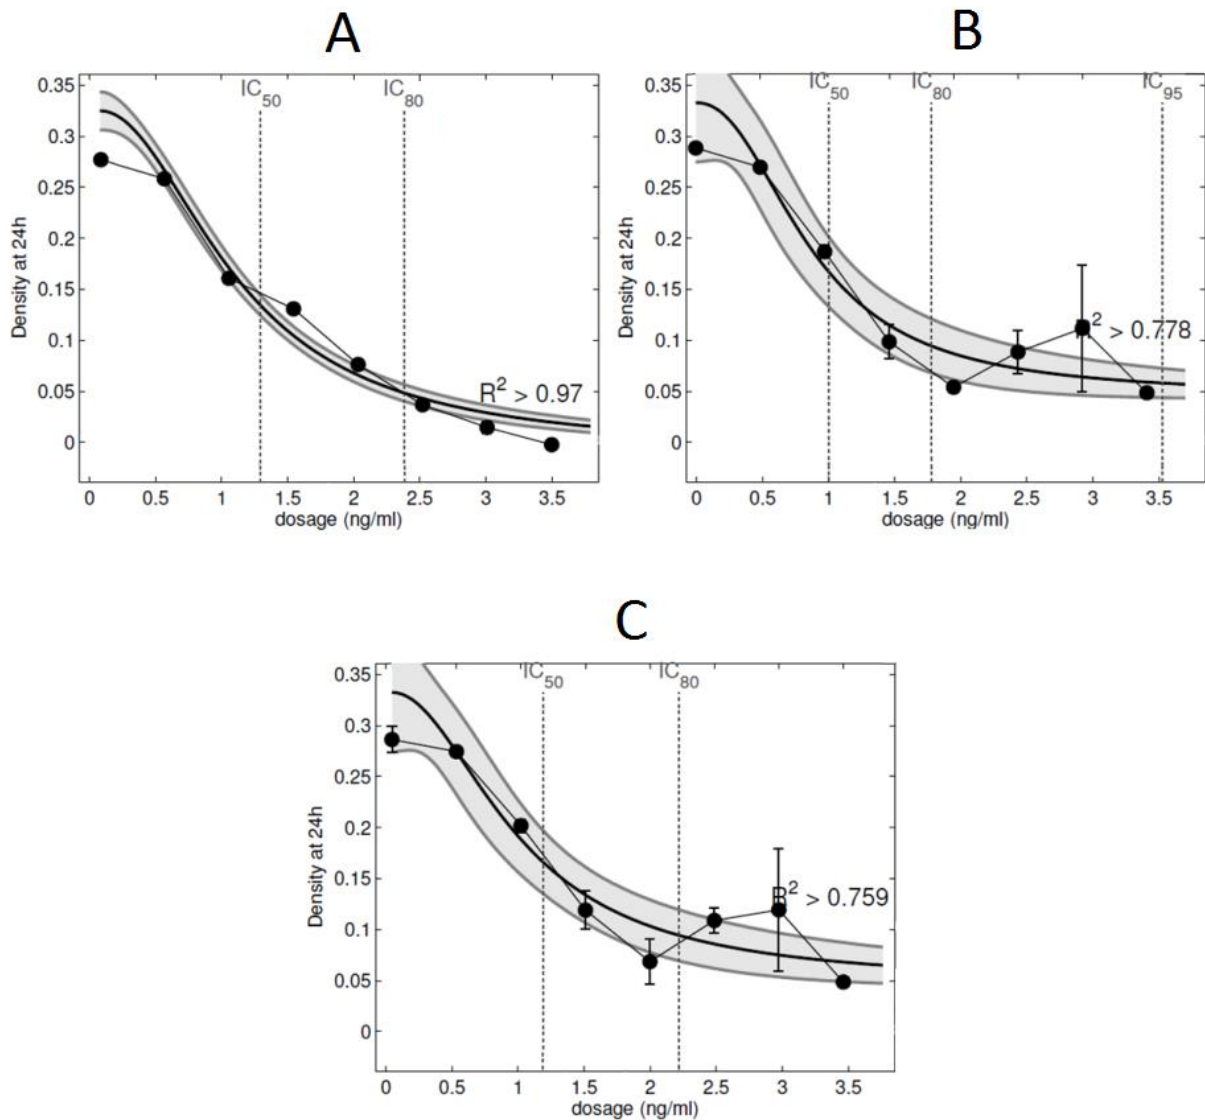 A
IC50 IC80
0.35
0.3
0.25
0.2
0.15
0.1
0.05
0
Density at 24h
R2 > 0.97
0 0.5 1 1.5 2 2.5 3 3.5
dosage (ng/ml)
B
IC50 IC80 IC95
0.35
0.3
0.25
0.2
0.15
0.1
0.05
0
Density at 24h
R2 > 0.778
0 0.5 1 1.5 2 2.5 3 3.5
dosage (ng/ml)
C
IC50 IC80
0.35
0.3
0.25
0.2
0.15
0.1
0.05
0
Density at 24h
R2 > 0.759
0 0.5 1 1.5 2 2.5 3 3.5
dosage (ng/ml)